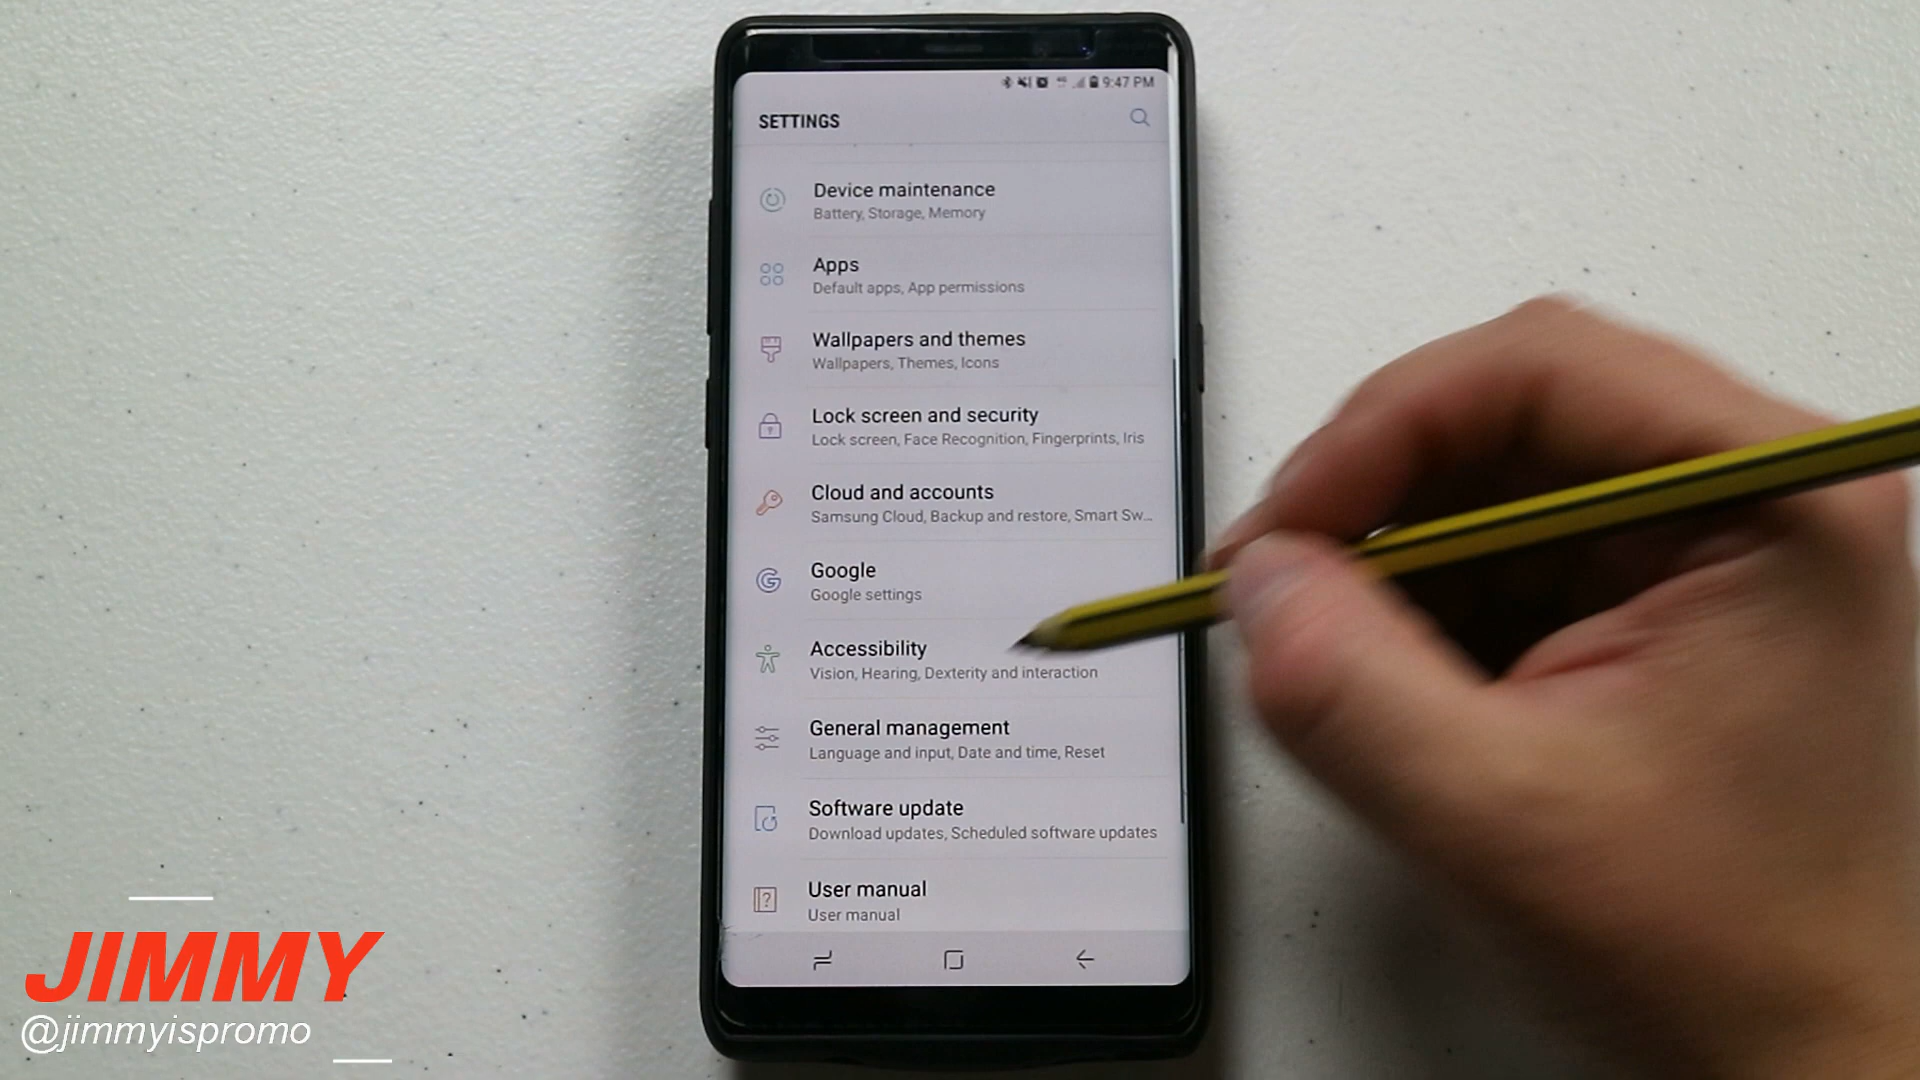 9:47 PM
SETTINGS
Device maintenance
Battery, Storage, Memory
Apps
Default apps, App permissions
Wallpapers and themes
Wallpapers, Themes, Icons
Lock screen and security
Lock screen, Face Recognition, Fingerprints, Iris
Cloud and accounts
Samsung Cloud, Backup and restore, Smart Sw...
Google
Google settings
Accessibility
Vision, Hearing, Dexterity and interaction
General management
Language and input, Date and time, Reset
Software update
Download updates, Scheduled software updates
User manual
User manual
JIMMY
@jimmyispromo